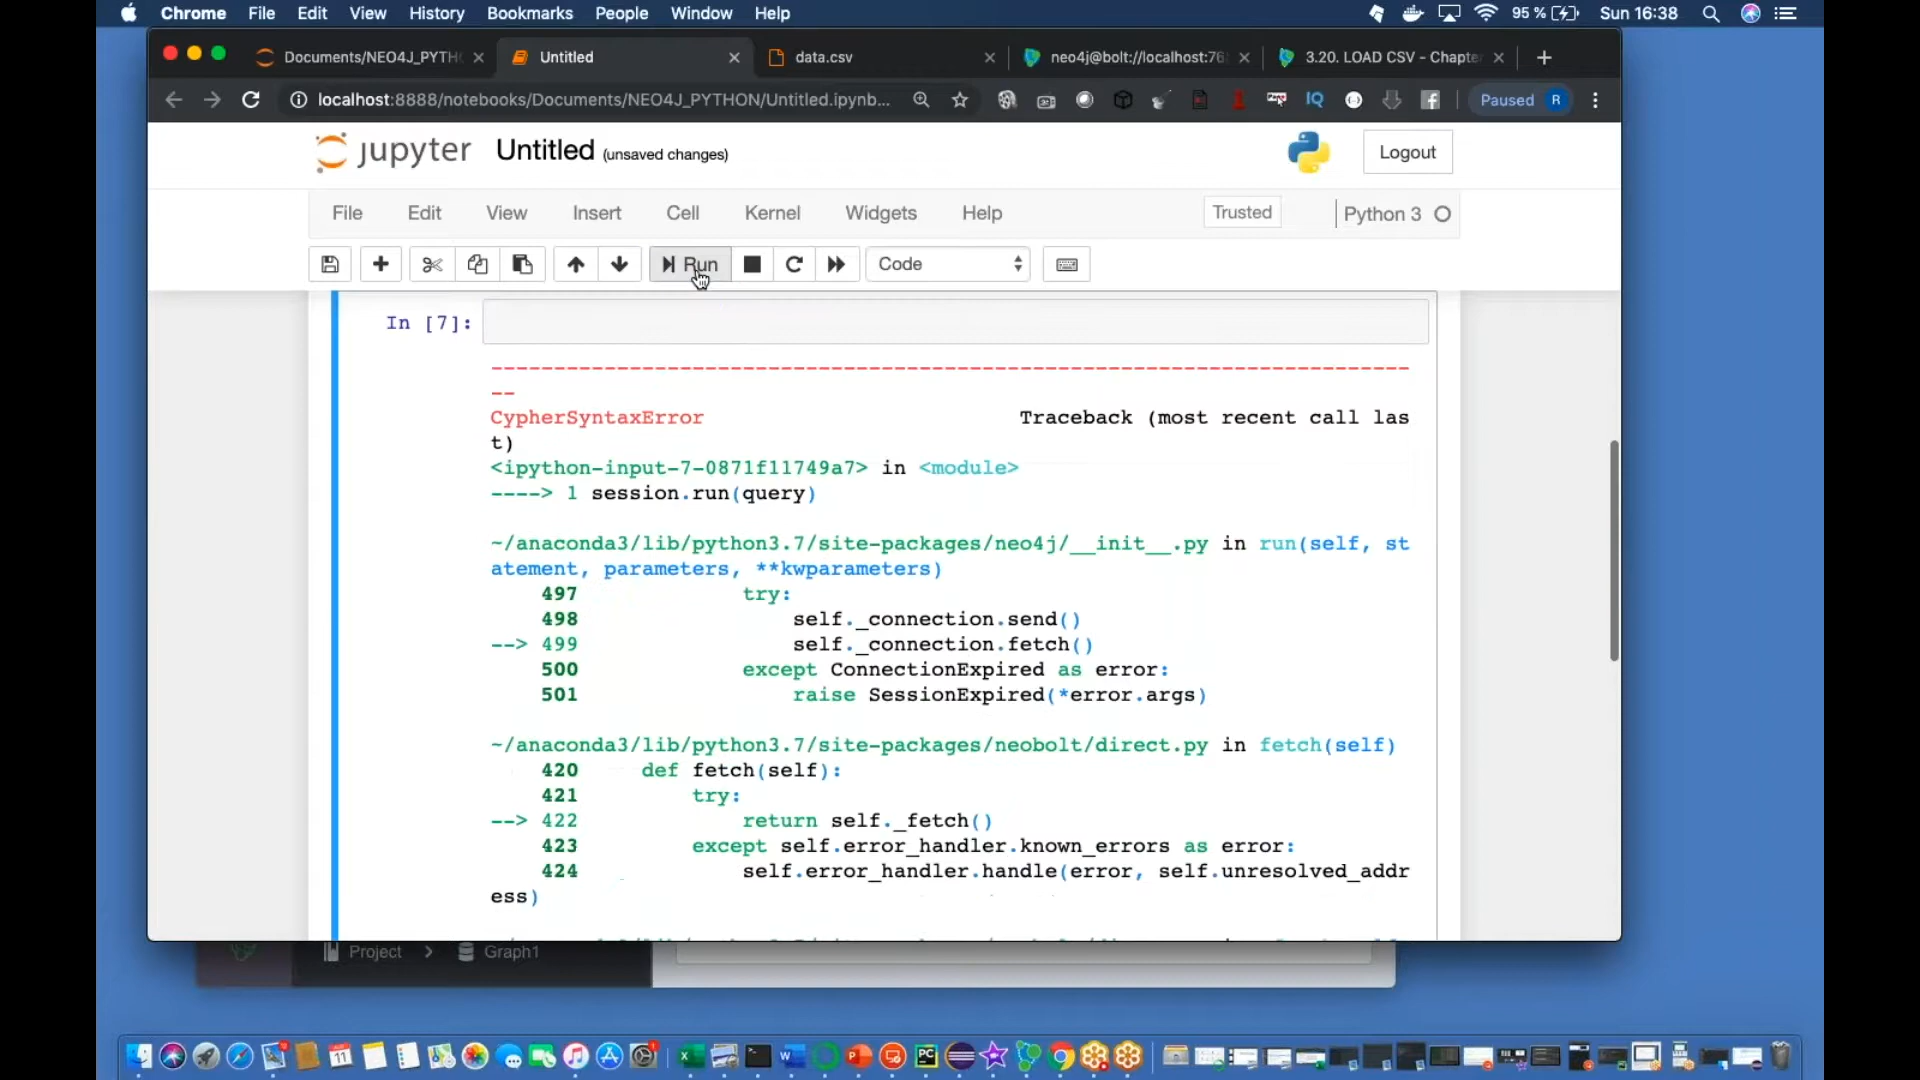 Chrome File Edit View History Bookmarks People Window Help 95 % Sun 16:38
Documents/NEO4J_PYTH Untitled data.csv neo4j@bolt://localhost:76 3.20. LOAD CSV - Chapte
localhost:8888/notebooks/Documents/NEO4J_PYTHON/Untitled.ipynb... IQ Paused R
jupyter Untitled (unsaved changes) Logout
File Edit View Insert Cell Kernel Widgets Help Trusted Python 3
Run Code
In [7]:
---------------------------------------------------------------------------
CypherSyntaxError Traceback (most recent call las
t)
<ipython-input-7-0871f11749a7> in <module>
----> 1 session.run(query)
~/anaconda3/lib/python3.7/site-packages/neo4j/__init__.py in run(self, st
atement, parameters, **kwparameters)
497 try:
498 self._connection.send()
--> 499 self._connection.fetch()
500 except ConnectionExpired as error:
501 raise SessionExpired(*error.args)
~/anaconda3/lib/python3.7/site-packages/neobolt/direct.py in fetch(self)
420 def fetch(self):
421 try:
--> 422 return self._fetch()
423 except self.error_handler.known_errors as error:
424 self.error_handler.handle(error, self.unresolved_addr
ess)
Project > Graph1
11